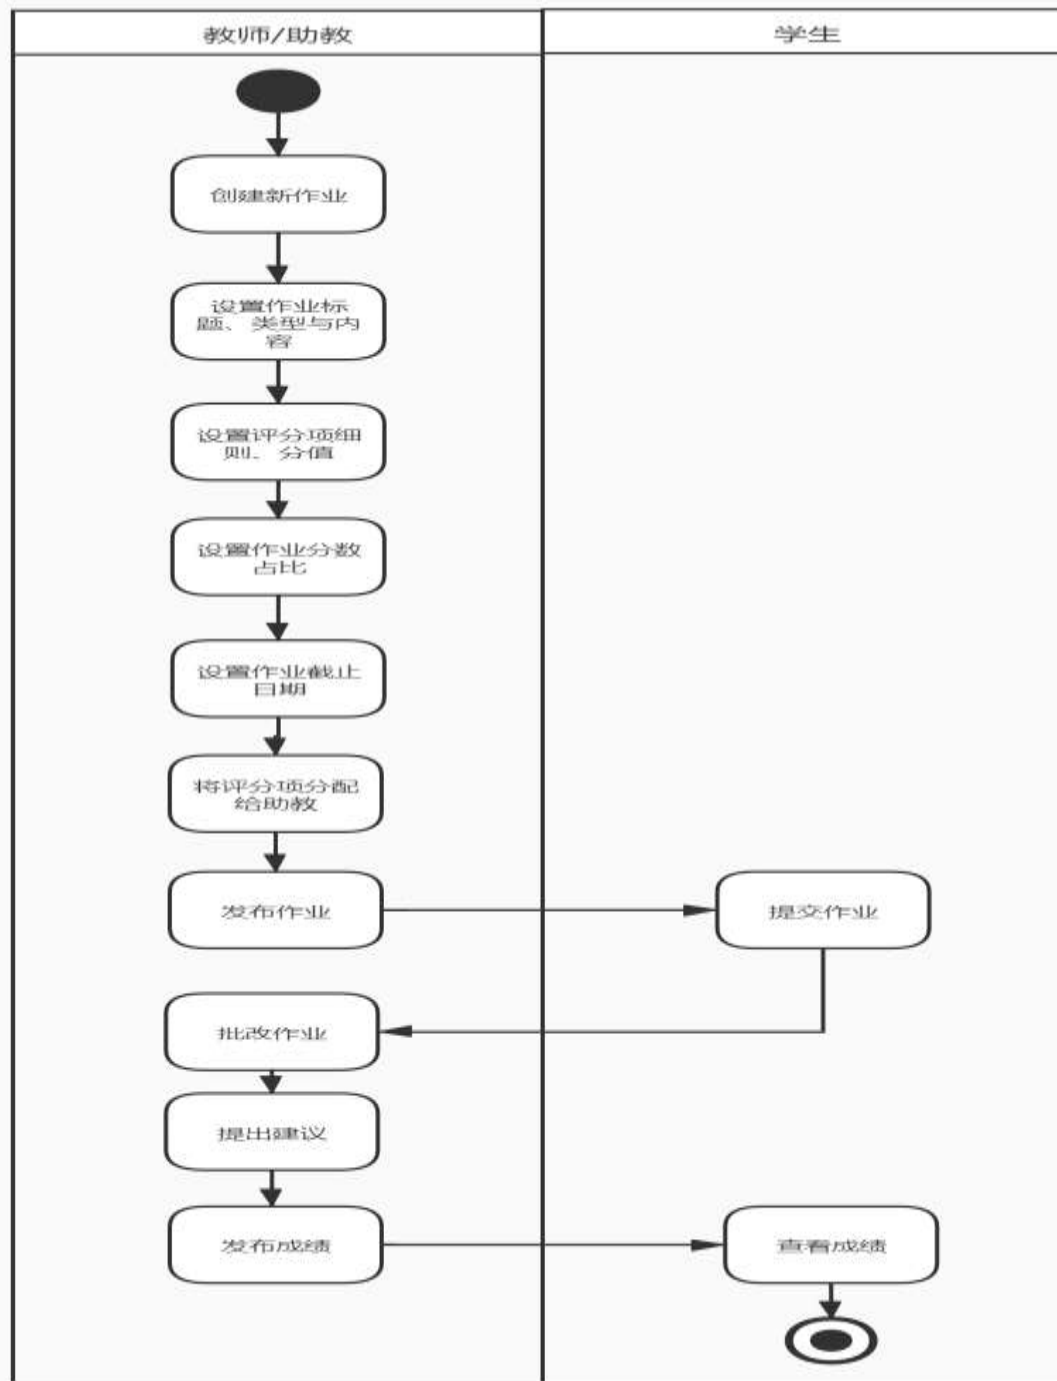 教师/助教
学生
创建新作业
设置作业标
题、类型与内
容
设置评分项细
则、分值
设置作业分数
占比
设置作业截止
日期
将评分项分配
给助教
发布作业
提交作业
批改作业
提出建议
发布成绩
查看成绩